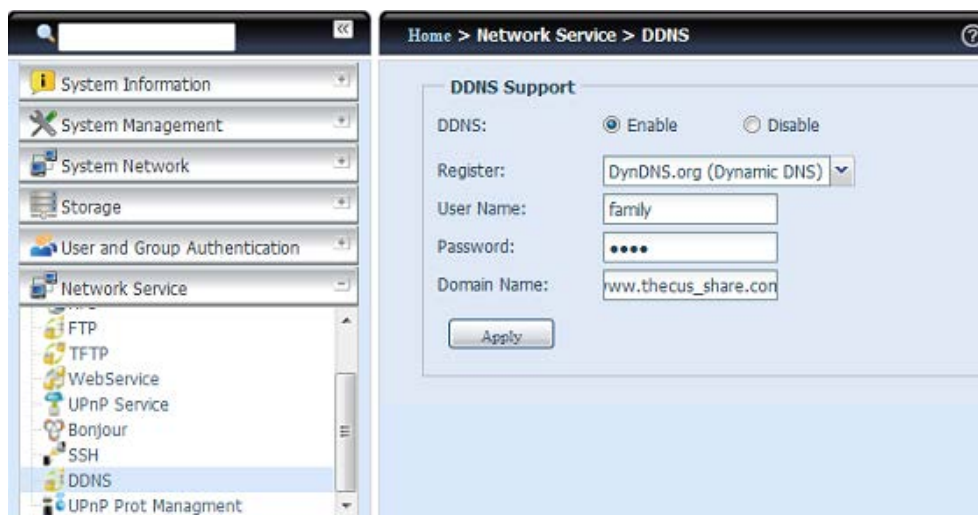 Home > Network Service > DDNS
System Information
System Management
System Network
Storage
User and Group Authentication
Network Service
FTP
TFTP
WebService
UPnP Service
Bonjour
SSH
DDNS
UPnP Prot Managment
DDNS Support
DDNS: Enable Disable
Register: DynDNS.org (Dynamic DNS)
User Name: family
Password: ••••
Domain Name: www.thecus_share.con
Apply